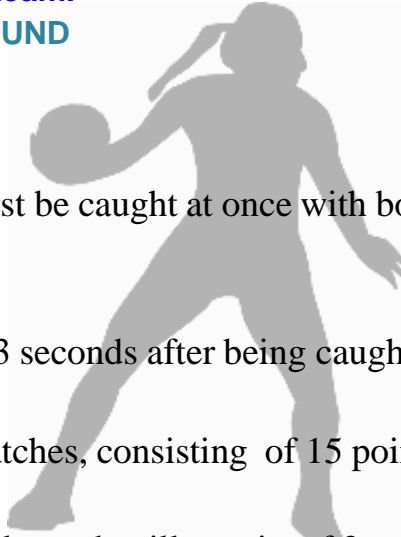 UND
st be caught at once with bo
3 seconds after being caugh
tches, consisting of 15 poi